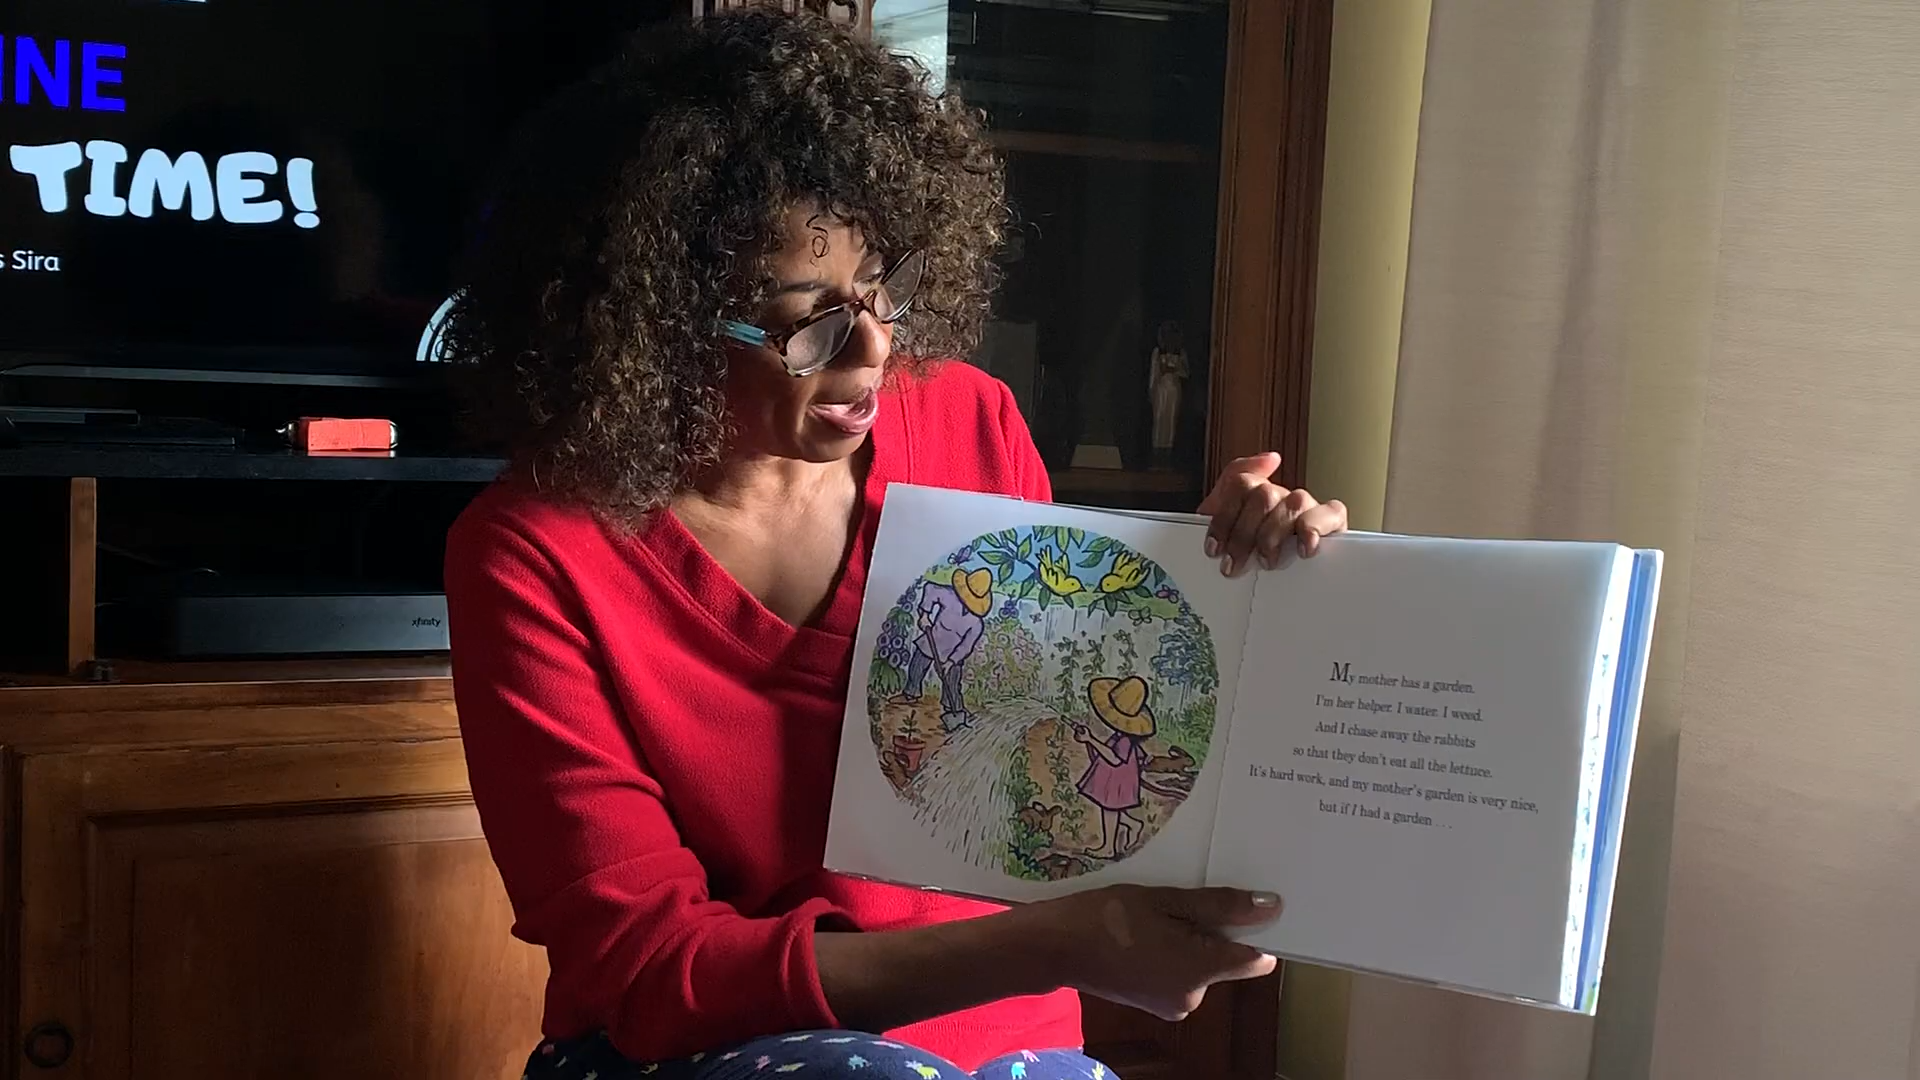 INE
TIME!
s Sira
xfinity
My mother has a garden.
I'm her helper. I water. I weed.
And I chase away the rabbits
so that they don't eat all the lettuce.
It's hard work, and my mother's garden is very nice,
but if I had a garden . . .